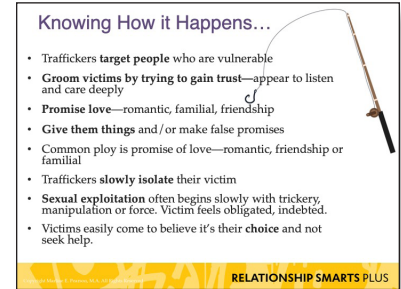 Knowing How it Happens…
• Traffickers target people who are vulnerable
• Groom victims by trying to gain trust—appear to listen
and care deeply
• Promise love—romantic, familial, friendship
• Give them things and/or make false promises
• Common ploy is promise of love—romantic, friendship or
familial
• Traffickers slowly isolate their victim
• Sexual exploitation often begins slowly with trickery,
manipulation or force. Victim feels obligated, indebted.
• Victims easily come to believe it's their choice and not
seek help.
RELATIONSHIP SMARTS PLUS